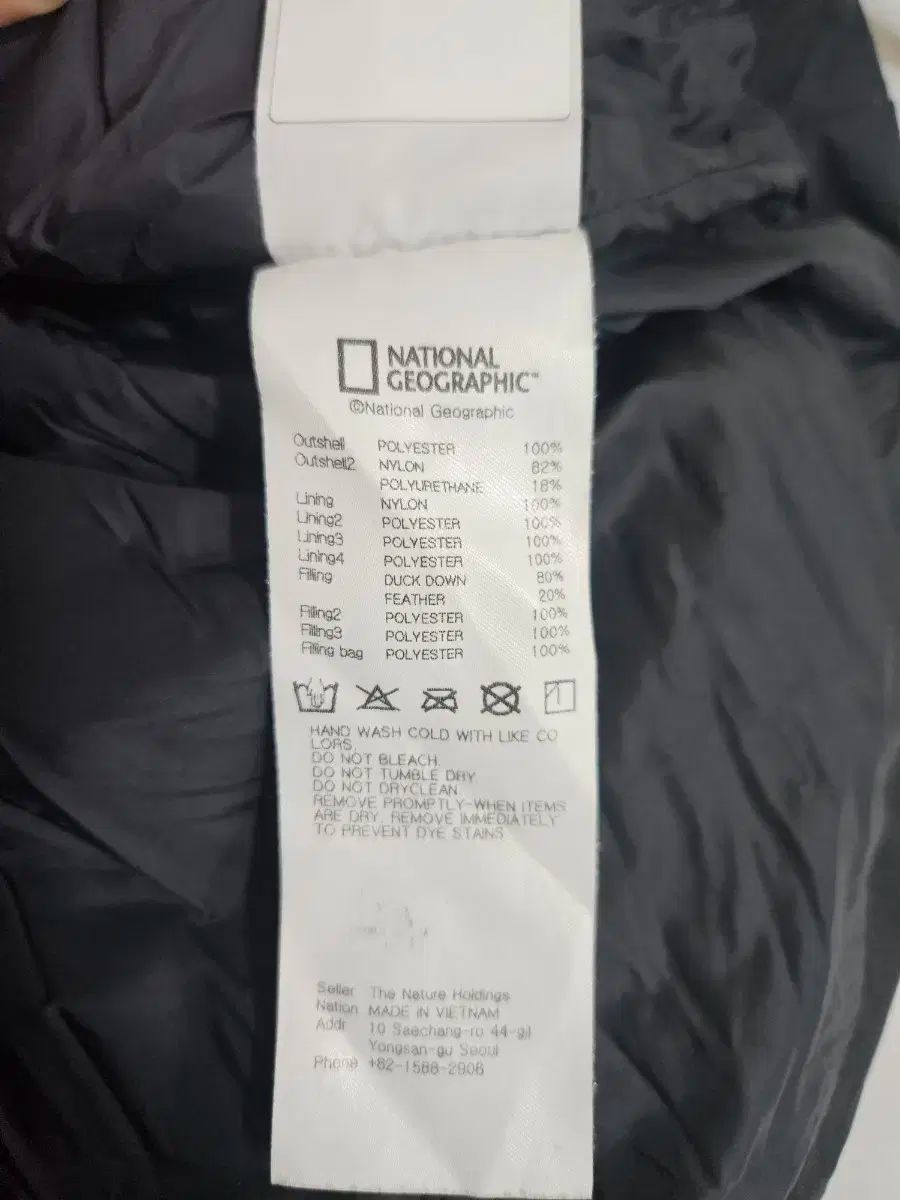 NATIONAL
GEOGRAPHIC™
©National Geographic
Outshell POLYESTER 100%
Outshell2 NYLON 82%
POLYURETHANE 18%
Lining NYLON 100%
Lining2 POLYESTER 100%
Lining3 POLYESTER 100%
Lining4 POLYESTER 100%
Filling DUCK DOWN 80%
FEATHER 20%
Filling2 POLYESTER 100%
Filling3 POLYESTER 100%
Filling bag POLYESTER 100%
HAND WASH COLD WITH LIKE CO
LORS,
DO NOT BLEACH.
DO NOT TUMBLE DRY
DO NOT DRYCLEAN
REMOVE PROMPTLY-WHEN ITEMS
ARE DRY. REMOVE IMMEDIATELY
TO PREVENT DYE STAINS
Seller The Nature Holdings
Nation MADE IN VIETNAM
Addr 10 Saechang-ro 44-gil
Yongsan-gu Seoul
Phone +82-1588-2908